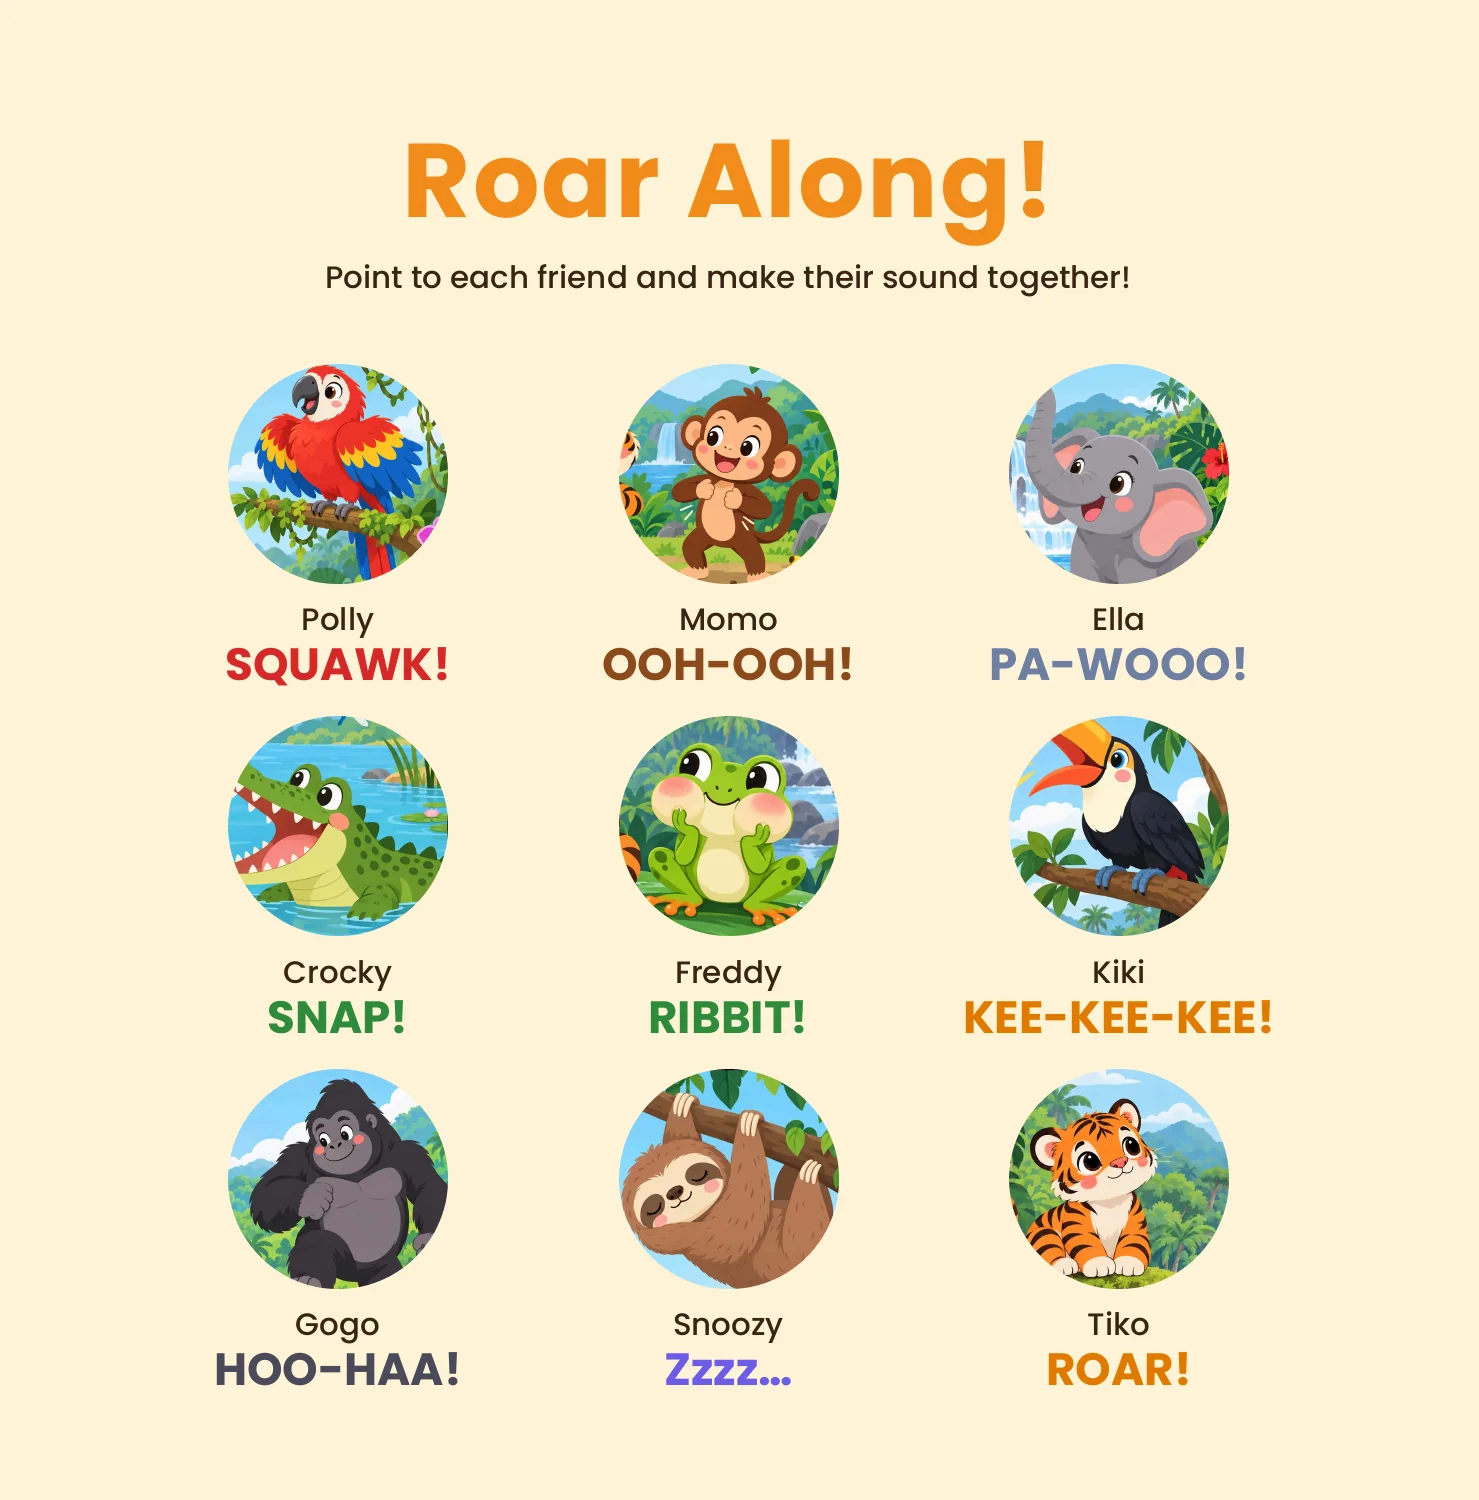 Roar Along!
Point to each friend and make their sound together!
Polly
SQUAWK!
Momo
OOH-OOH!
Ella
PA-WOOO!
Crocky
SNAP!
Freddy
RIBBIT!
Kiki
KEE-KEE-KEE!
Gogo
HOO-HAA!
Snoozy
Zzzz...
Tiko
ROAR!